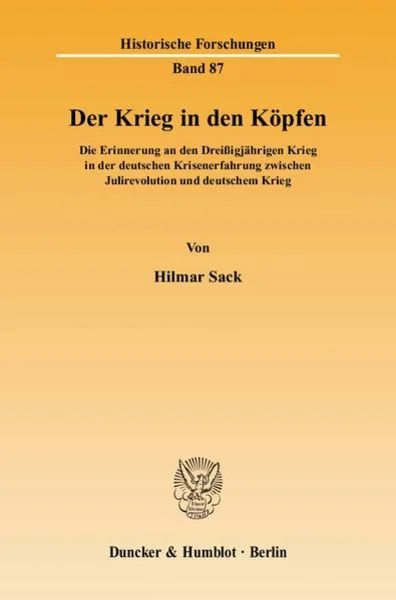 Historische Forschungen
Band 87
Der Krieg in den Köpfen
Die Erinnerung an den Dreißigjährigen Krieg
in der deutschen Krisenerfahrung zwischen
Julirevolution und deutschem Krieg
Von
Hilmar Sack
Duncker & Humblot · Berlin